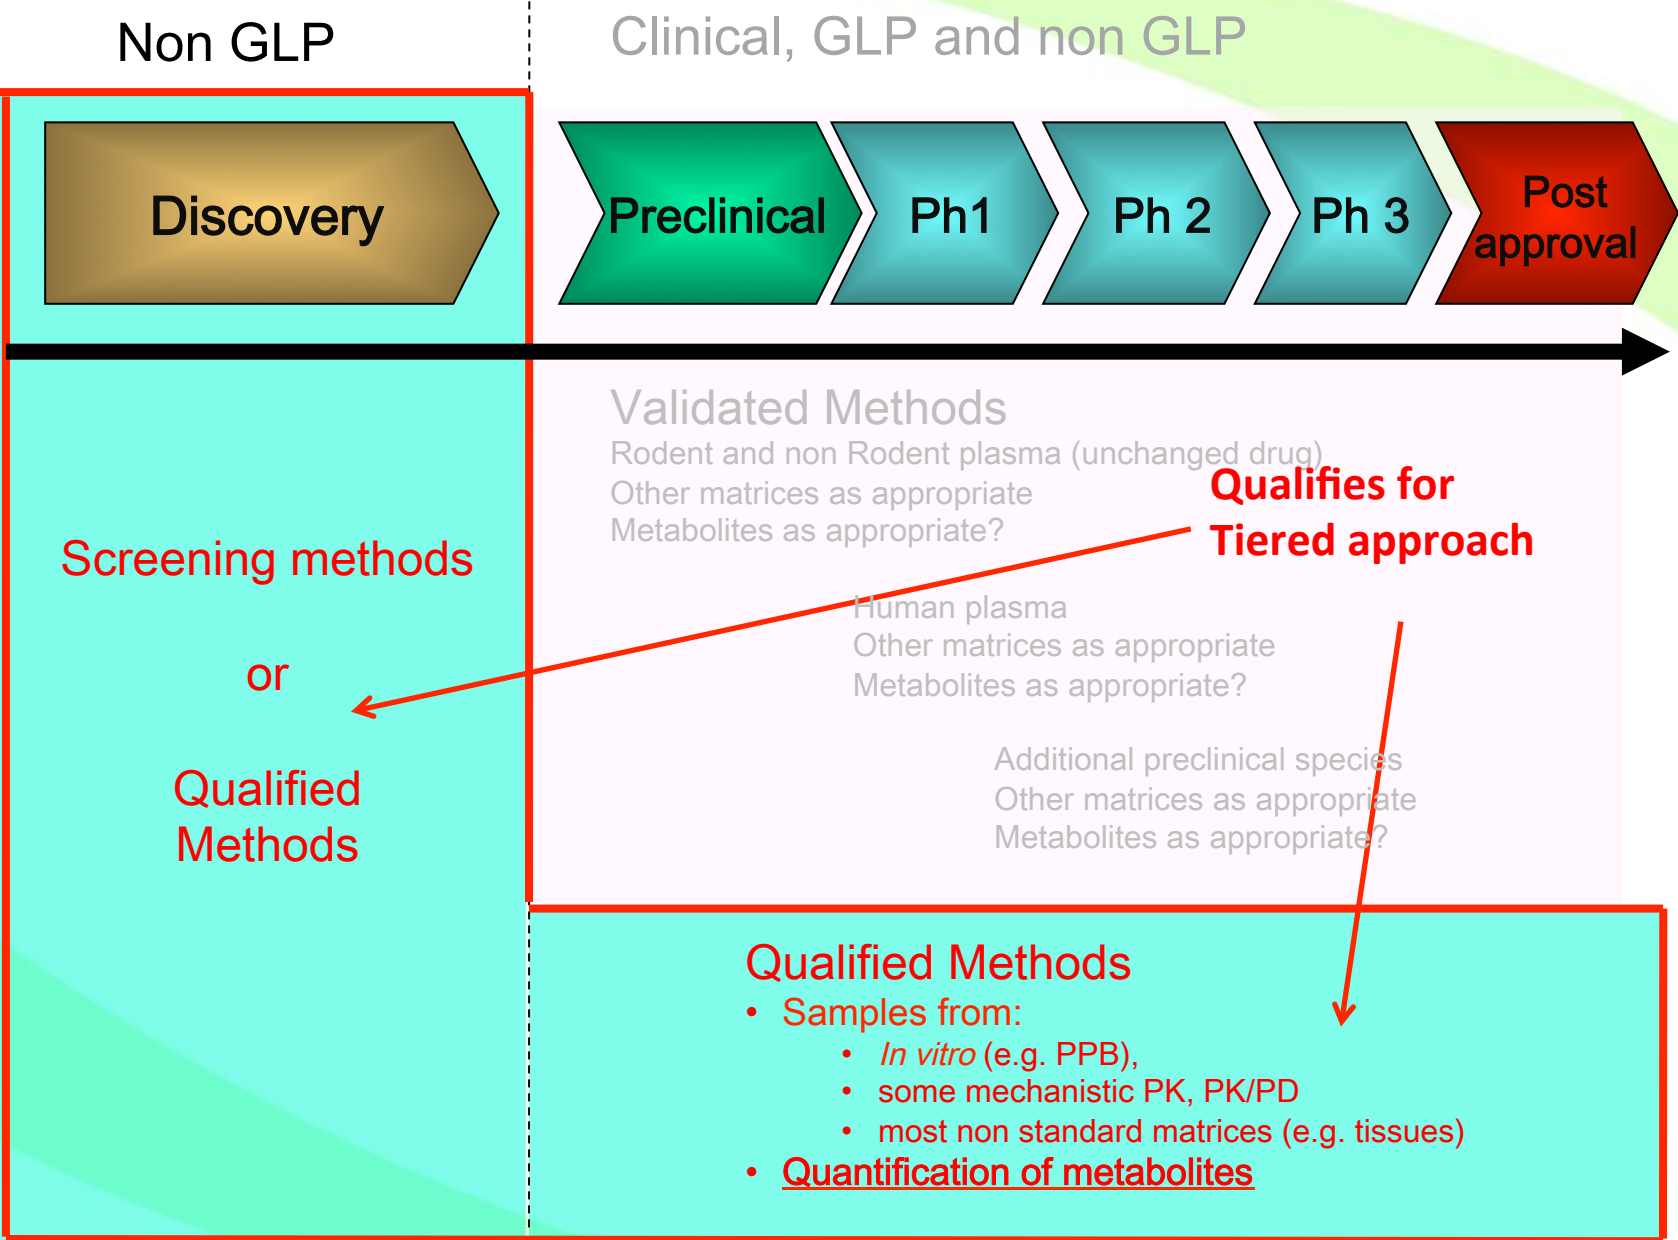 Non GLP
Clinical, GLP and non GLP
Discovery
Preclinical
Ph1
Ph 2
Ph 3
Post
approval
Validated Methods
Rodent and non Rodent plasma (unchanged drug)
Other matrices as appropriate
Metabolites as appropriate?
Qualifies for
Tiered approach
Screening methods
or
Qualified
Methods
Human plasma
Other matrices as appropriate
Metabolites as appropriate?
Additional preclinical species
Other matrices as appropriate
Metabolites as appropriate?
Qualified Methods
• Samples from:
• In vitro (e.g. PPB),
• some mechanistic PK, PK/PD
• most non standard matrices (e.g. tissues)
• Quantification of metabolites